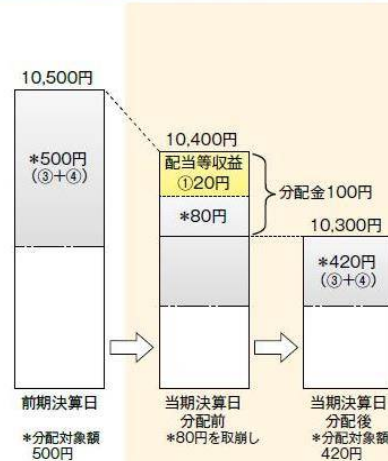 10,500円
*500円
(③+④)
10,400円
配当等収益
①20円
*80円
分配金100円
10,300円
*420円
(③+④)
前期決算日
*分配対象額
500円
当期決算日
分配前
*80円を取崩し
当期決算日
分配後
*分配対象額
420円